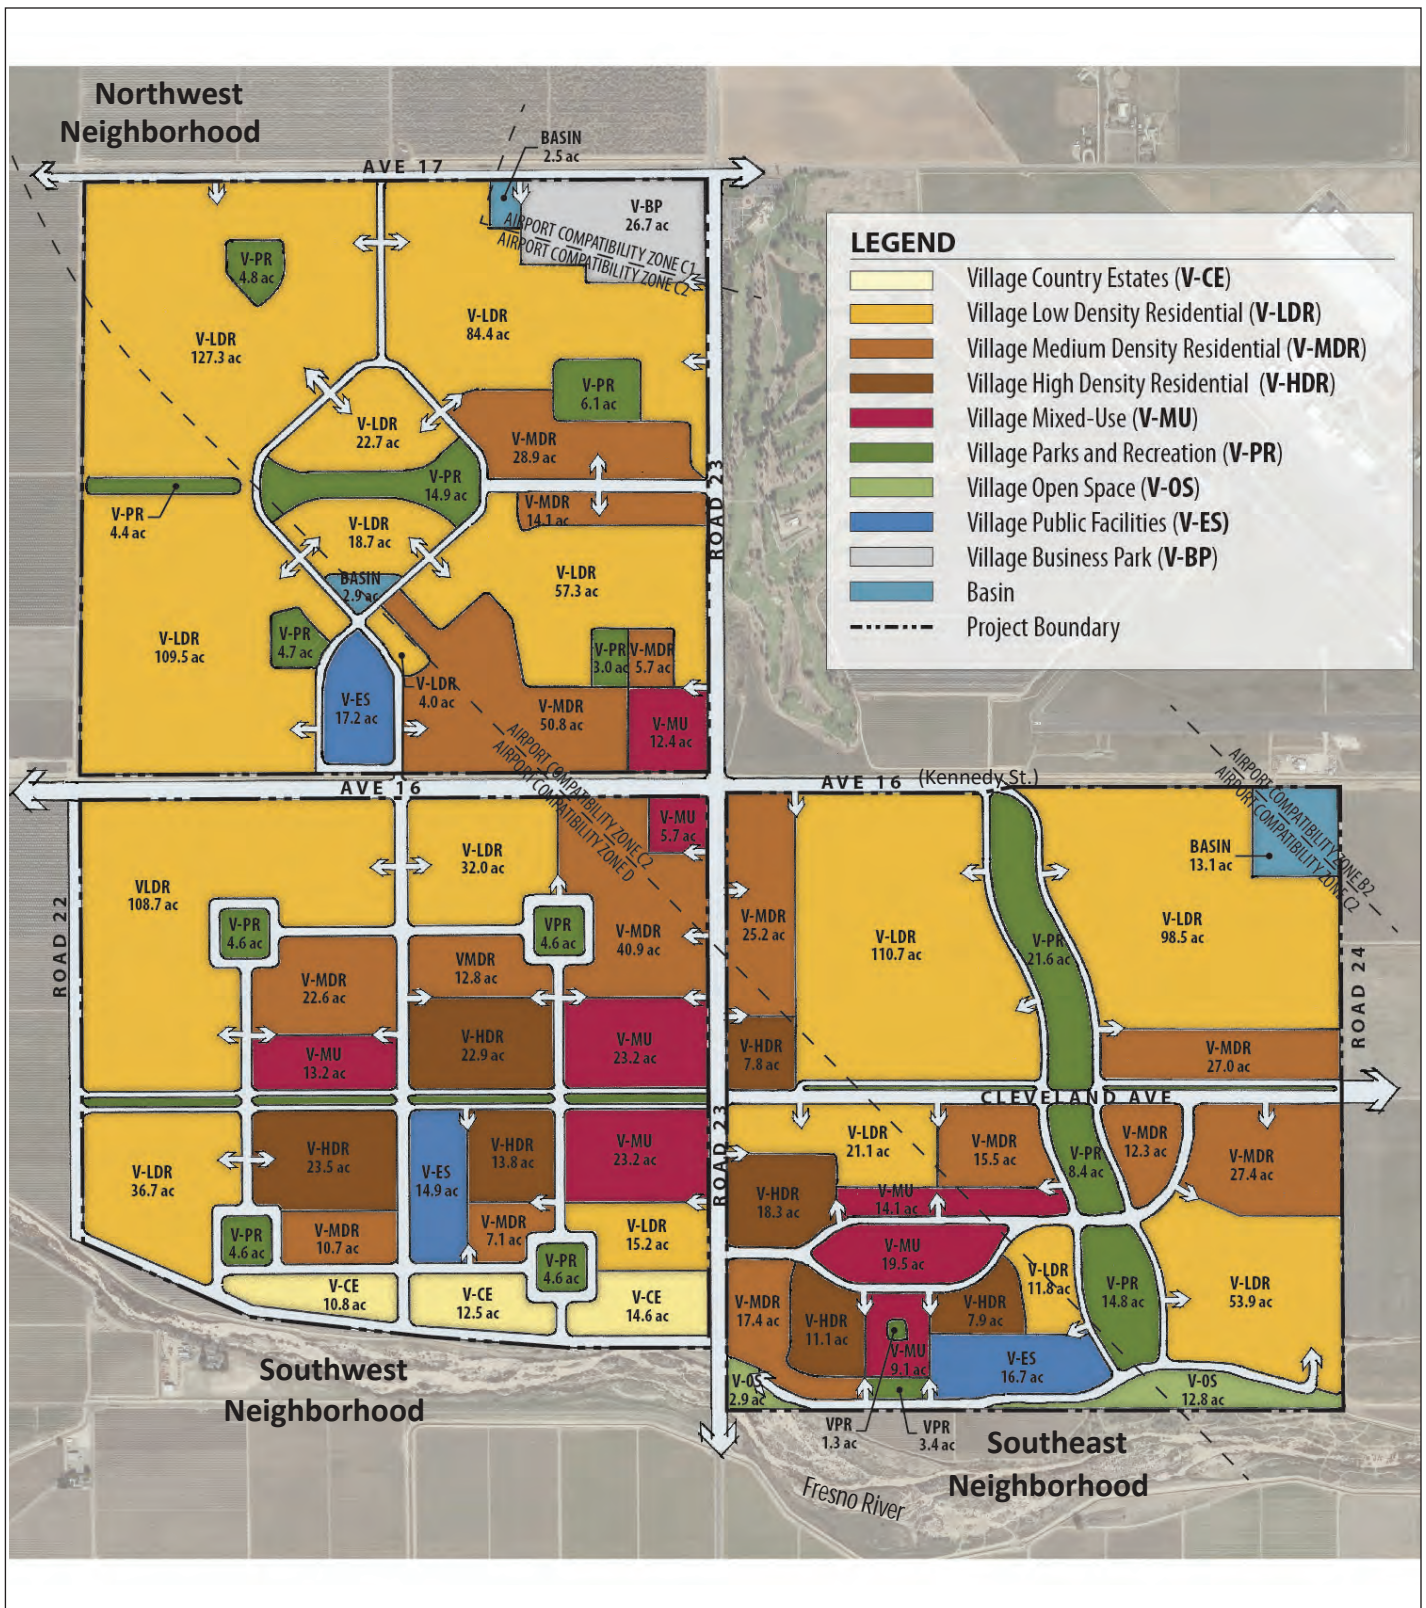 Northwest
Neighborhood
AVE 17
BASIN
2.5 ac
V-BP
26.7 ac
AIRPORT COMPATIBILITY ZONE C1
AIRPORT COMPATIBILITY ZONE C2
V-PR
4.8 ac
V-LDR
127.3 ac
V-LDR
84.4 ac
V-PR
6.1 ac
V-LDR
22.7 ac
V-MDR
28.9 ac
V-PR
14.9 ac
V-PR
4.4 ac
V-MDR
14.1 ac
V-LDR
18.7 ac
ROAD 23
BASIN
2.9 ac
V-LDR
57.3 ac
V-LDR
109.5 ac
V-PR
4.7 ac
V-PR
3.0 ac
V-MDR
5.7 ac
V-LDR
4.0 ac
V-ES
17.2 ac
V-MDR
50.8 ac
V-MU
12.4 ac
AIRPORT COMPATIBILITY ZONE C2
AIRPORT COMPATIBILITY ZONE D
LEGEND
Village Country Estates (V-CE)
Village Low Density Residential (V-LDR)
Village Medium Density Residential (V-MDR)
Village High Density Residential (V-HDR)
Village Mixed-Use (V-MU)
Village Parks and Recreation (V-PR)
Village Open Space (V-OS)
Village Public Facilities (V-ES)
Village Business Park (V-BP)
Basin
Project Boundary
AVE 16
AVE 16 (Kennedy St.)
AIRPORT COMPATIBILITY ZONE B2
AIRPORT COMPATIBILITY ZONE C2
V-MU
5.7 ac
VLDR
108.7 ac
V-LDR
32.0 ac
ROAD 22
V-PR
4.6 ac
VPR
4.6 ac
V-MDR
40.9 ac
V-MDR
22.6 ac
VMDR
12.8 ac
V-MU
13.2 ac
V-HDR
22.9 ac
V-MU
23.2 ac
V-LDR
36.7 ac
V-HDR
23.5 ac
V-ES
14.9 ac
V-HDR
13.8 ac
V-MU
23.2 ac
V-PR
4.6 ac
V-MDR
10.7 ac
V-MDR
7.1 ac
V-LDR
15.2 ac
V-PR
4.6 ac
V-CE
10.8 ac
V-CE
12.5 ac
V-CE
14.6 ac
Southwest
Neighborhood
ROAD 23
BASIN
13.1 ac
V-MDR
25.2 ac
V-LDR
110.7 ac
V-PR
21.6 ac
V-LDR
98.5 ac
ROAD 24
V-HDR
7.8 ac
V-MDR
27.0 ac
CLEVELAND AVE
V-LDR
21.1 ac
V-MDR
15.5 ac
V-PR
8.4 ac
V-MDR
12.3 ac
V-MDR
27.4 ac
V-HDR
18.3 ac
V-MU
14.1 ac
V-MU
19.5 ac
V-LDR
11.8 ac
V-PR
14.8 ac
V-LDR
53.9 ac
V-MDR
17.4 ac
V-HDR
11.1 ac
V-HDR
7.9 ac
V-MU
9.1 ac
V-ES
16.7 ac
V-OS
2.9 ac
V-OS
12.8 ac
VPR
1.3 ac
VPR
3.4 ac
Southeast
Neighborhood
Fresno River